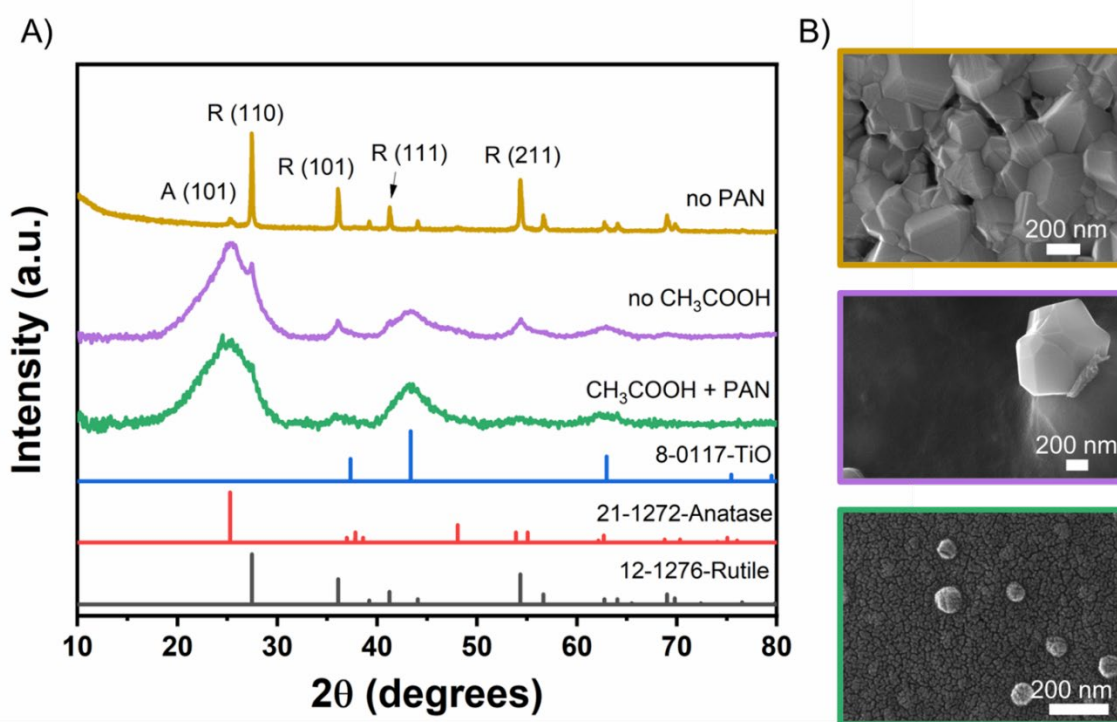 A)
B)
R (110)
R (101)
R (111)
R (211)
A (101)
no PAN
no CH₃COOH
CH₃COOH + PAN
8-0117-TiO
21-1272-Anatase
12-1276-Rutile
Intensity (a.u.)
10 20 30 40 50 60 70 80
2θ (degrees)
200 nm
200 nm
200 nm